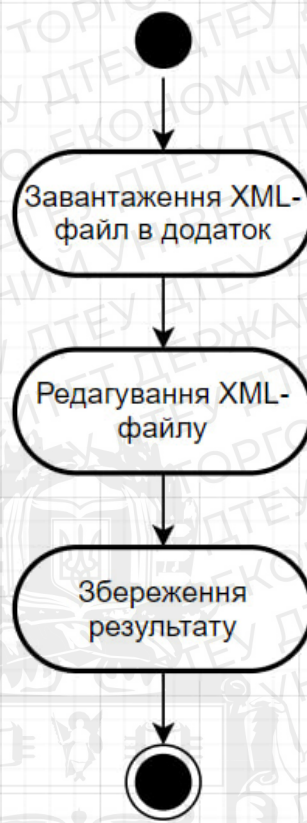 Завантаження XML-
файл в додаток
Редагування XML-
файлу
Збереження
результату